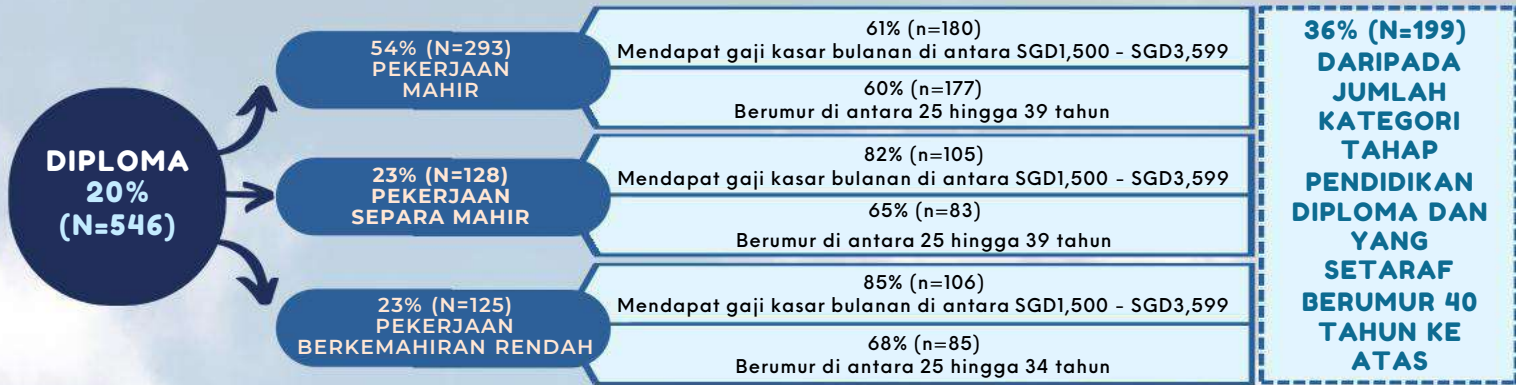 DIPLOMA
20%
(N=546)
54% (N=293)
PEKERJAAN
MAHIR
61% (n=180)
Mendapat gaji kasar bulanan di antara SGD1,500 - SGD3,599
60% (n=177)
Berumur di antara 25 hingga 39 tahun
23% (N=128)
PEKERJAAN
SEPARA MAHIR
82% (n=105)
Mendapat gaji kasar bulanan di antara SGD1,500 - SGD3,599
65% (n=83)
Berumur di antara 25 hingga 39 tahun
23% (N=125)
PEKERJAAN
BERKEMAHIRAN RENDAH
85% (n=106)
Mendapat gaji kasar bulanan di antara SGD1,500 - SGD3,599
68% (n=85)
Berumur di antara 25 hingga 34 tahun
36% (N=199)
DARIPADA
JUMLAH
KATEGORI
TAHAP
PENDIDIKAN
DIPLOMA DAN
YANG
SETARAF
BERUMUR 40
TAHUN KE
ATAS